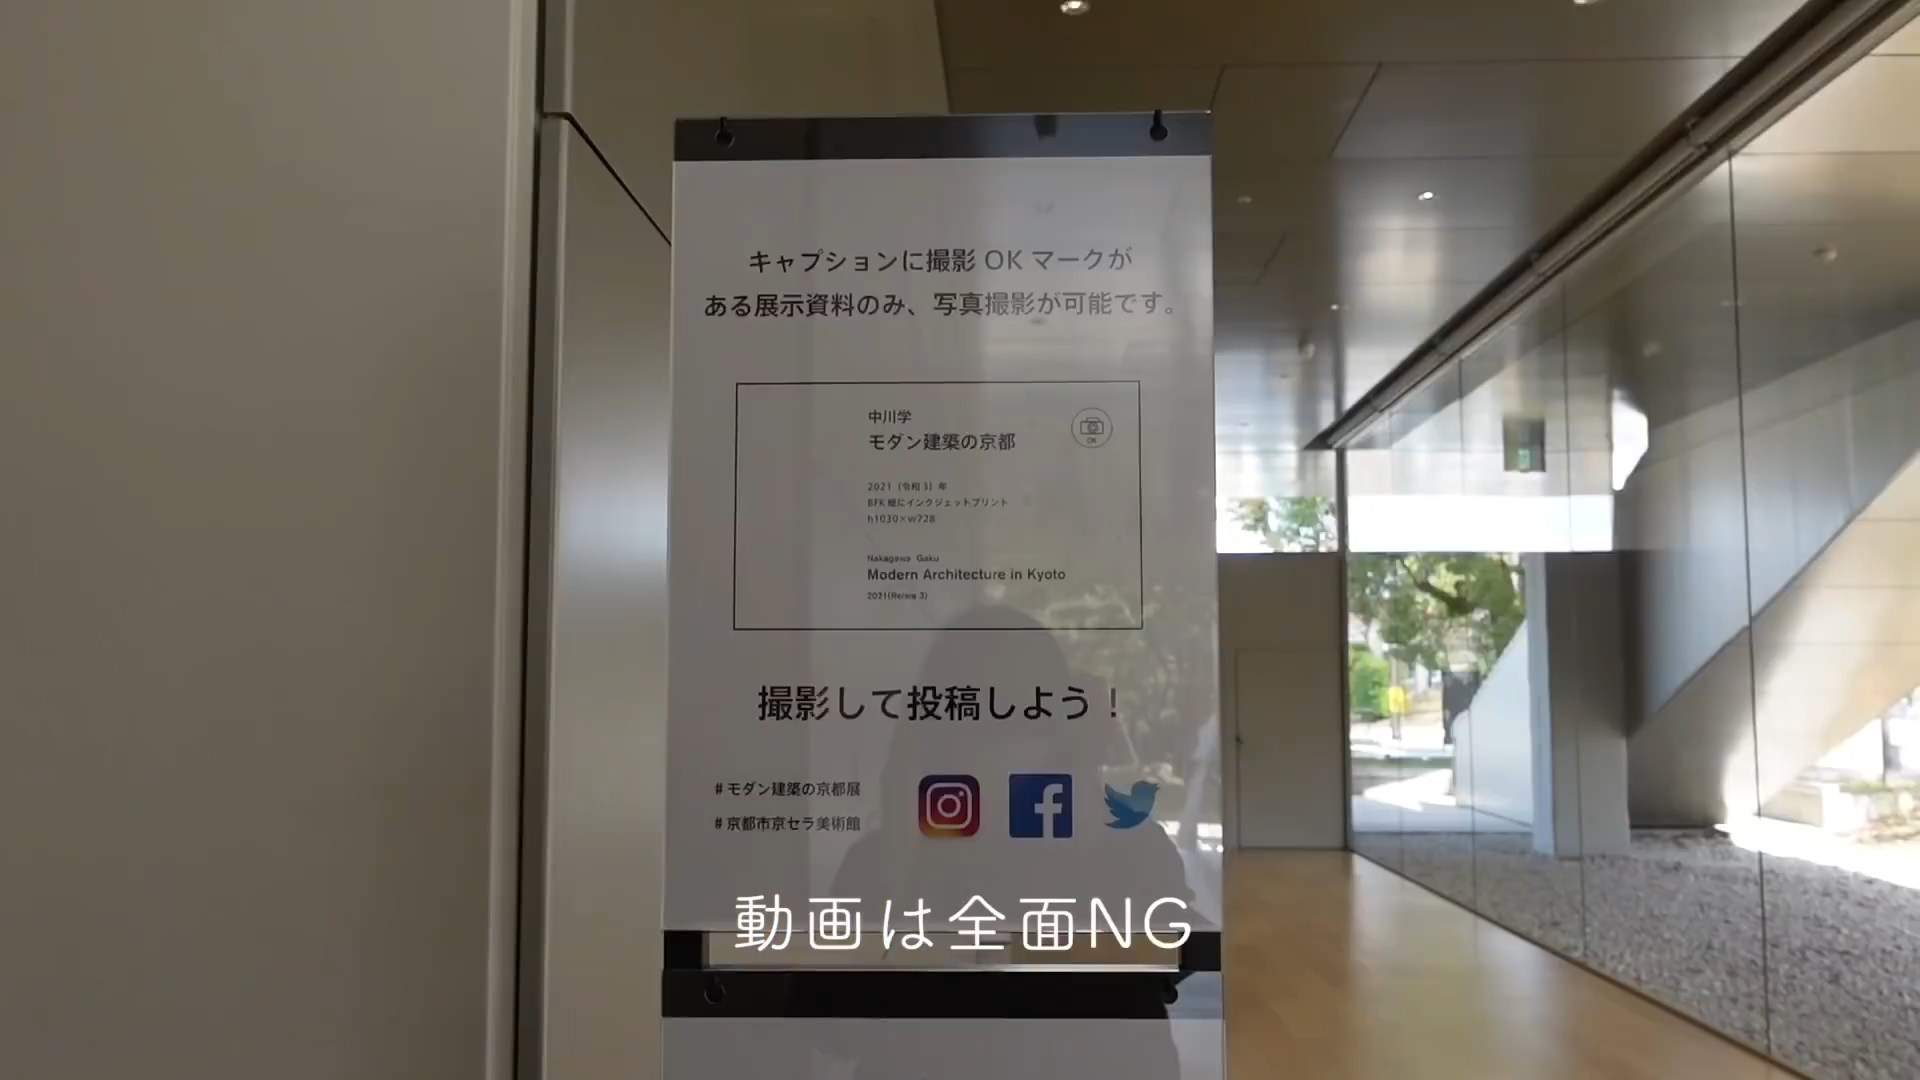 キャプションに撮影 OK マークが
ある展示資料のみ、写真撮影が可能です。
中川学
モダン建築の京都
OK
2021（令和3）年
BFK 紙にインクジェットプリント
h1030×w728
Nakagawa Gaku
Modern Architecture in Kyoto
2021(Reiwa 3)
撮影して投稿しよう！
#モダン建築の京都展
#京都市京セラ美術館
動画は全面NG